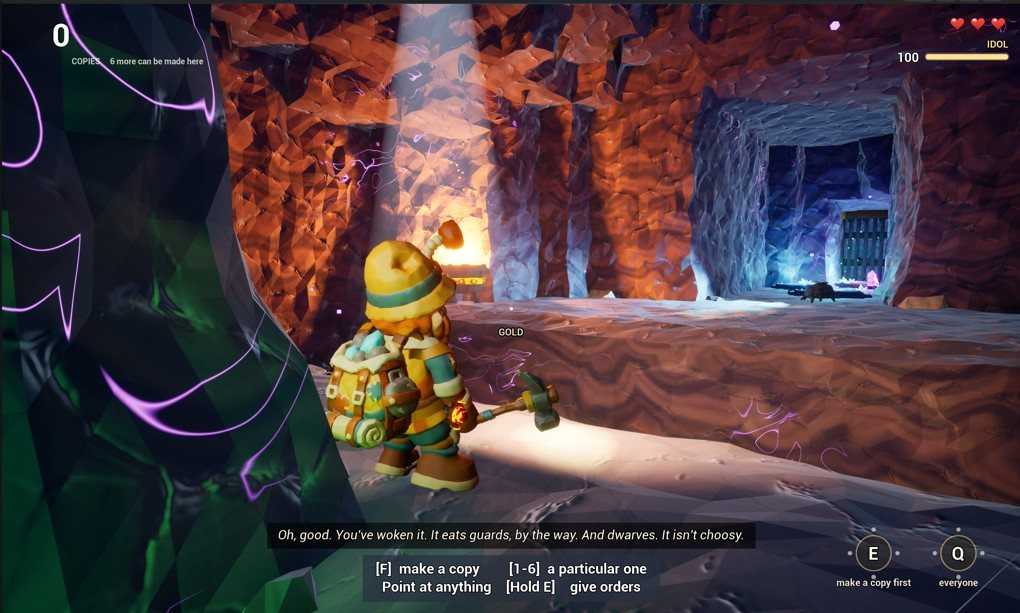 0
COPIES 6 more can be made here
IDOL
100
GOLD
Oh, good. You've woken it. It eats guards, by the way. And dwarves. It isn't choosy.
[F] make a copy [1-6] a particular one
Point at anything [Hold E] give orders
E Q
make a copy first everyone